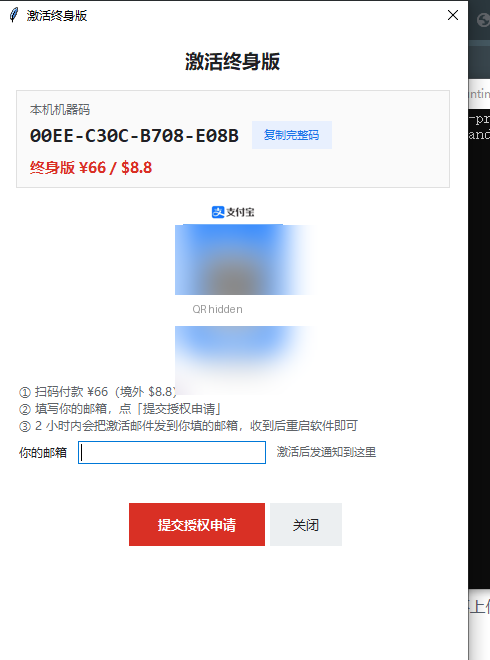 激活终身版
激活终身版
本机机器码
00EE-C30C-B708-E08B 复制完整码
终身版 ¥66 / $8.8
支付宝
QR hidden
① 扫码付款 ¥66（境外 $8.8）
② 填写你的邮箱，点「提交授权申请」
③ 2 小时内会把激活邮件发到你填的邮箱，收到后重启软件即可
你的邮箱 激活后发通知到这里
提交授权申请 关闭